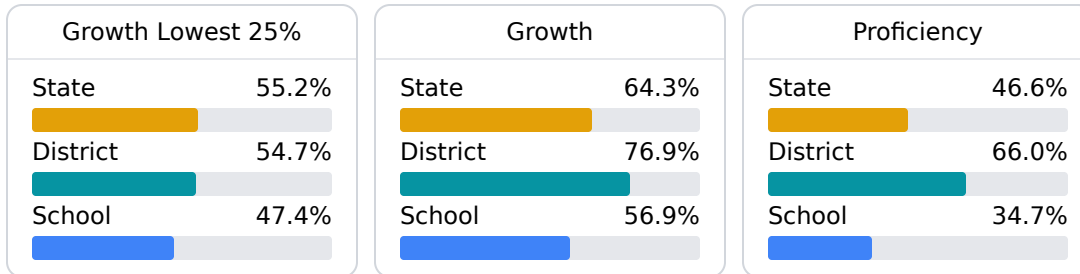 Growth Lowest 25%
State 55.2%
District 54.7%
School 47.4%
Growth
State 64.3%
District 76.9%
School 56.9%
Proficiency
State 46.6%
District 66.0%
School 34.7%